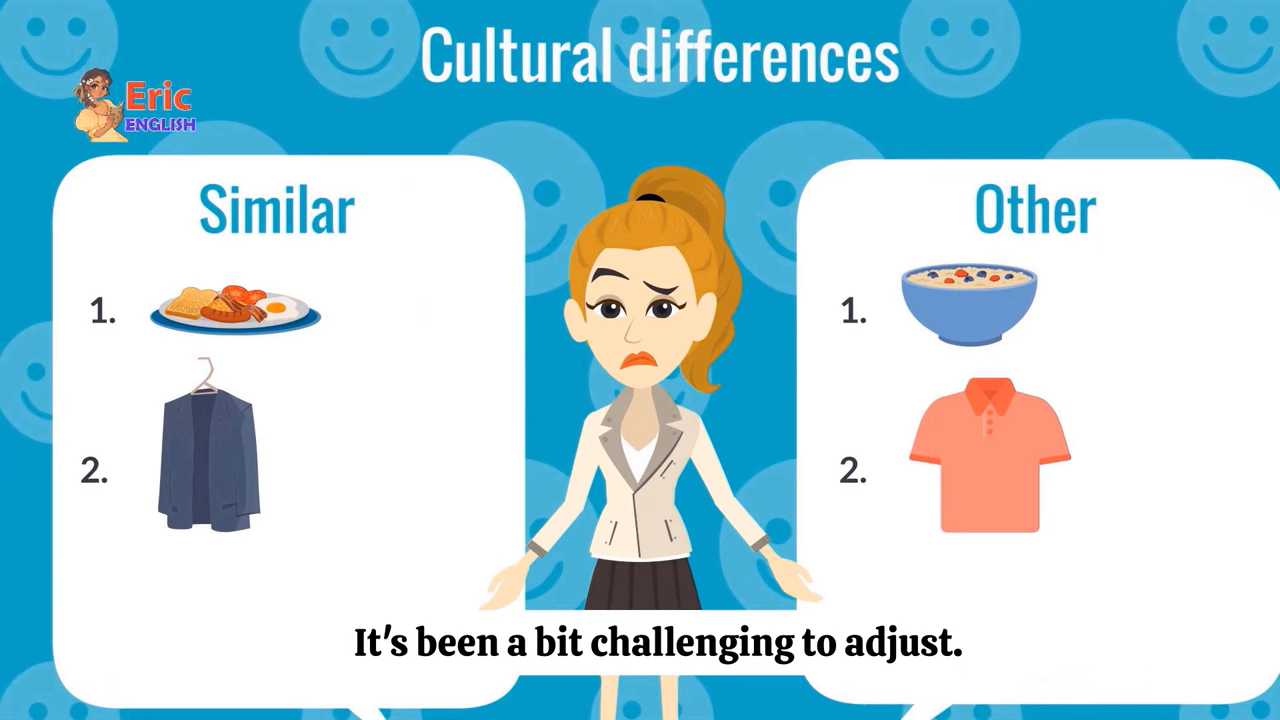 Cultural differences
Eric
ENGLISH
Similar
1.
2.
Other
1.
2.
It's been a bit challenging to adjust.